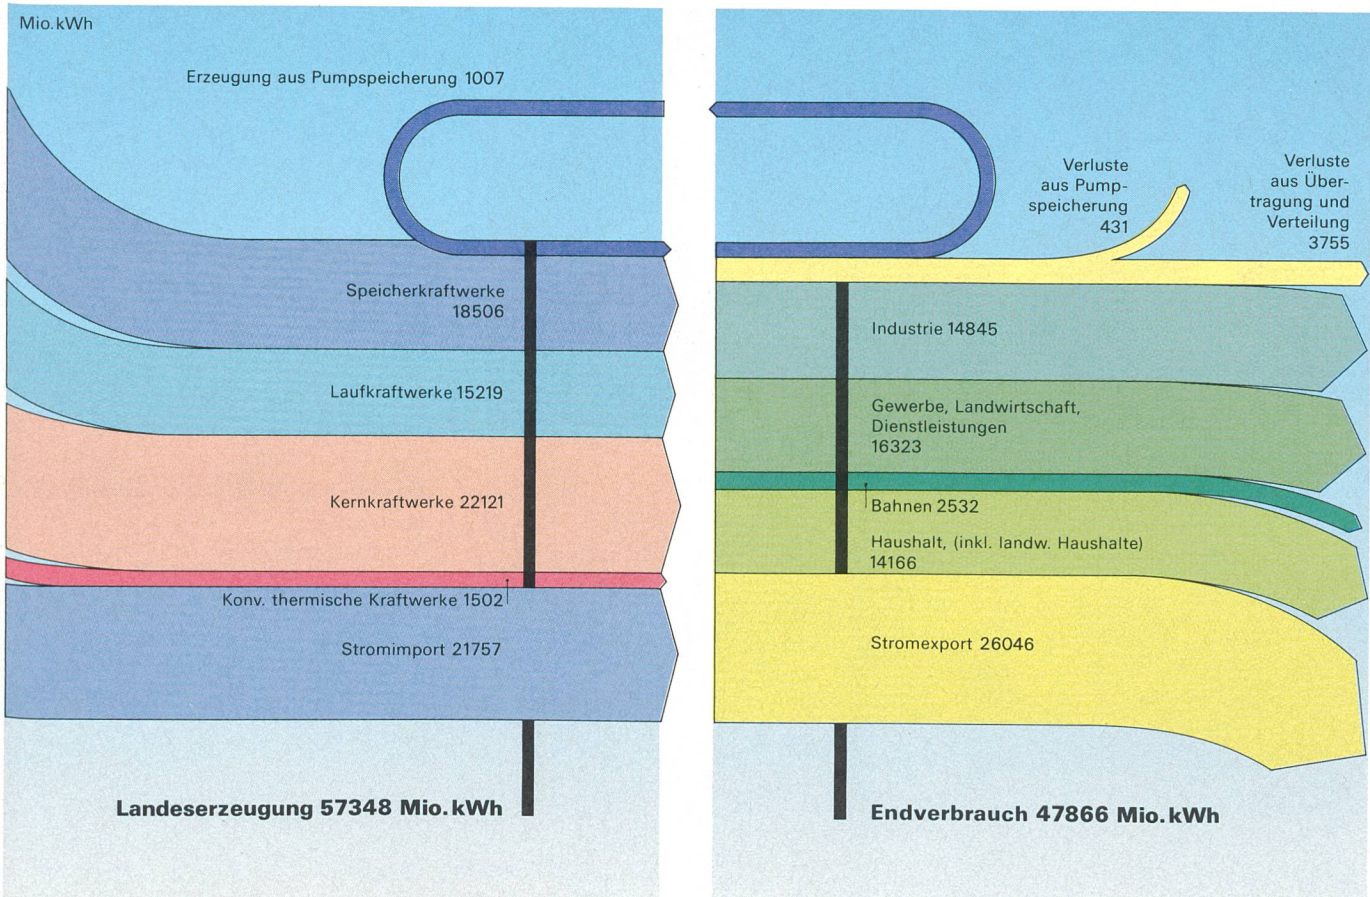 Mio.kWh
Erzeugung aus Pumpspeicherung 1007
Speicherkraftwerke
18506
Laufkraftwerke 15219
Kernkraftwerke 22121
Konv. thermische Kraftwerke 1502
Stromimport 21757
Landeserzeugung 57348 Mio.kWh
Verluste
aus Pump-
speicherung
431
Verluste
aus Über-
tragung und
Verteilung
3755
Industrie 14845
Gewerbe, Landwirtschaft,
Dienstleistungen
16323
Bahnen 2532
Haushalt, (inkl. landw. Haushalte)
14166
Stromexport 26046
Endverbrauch 47866 Mio.kWh